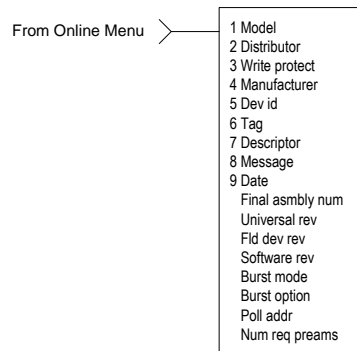 From Online Menu
1 Model
2 Distributor
3 Write protect
4 Manufacturer
5 Dev id
6 Tag
7 Descriptor
8 Message
9 Date
Final asmbly num
Universal rev
Fld dev rev
Software rev
Burst mode
Burst option
Poll addr
Num req preams